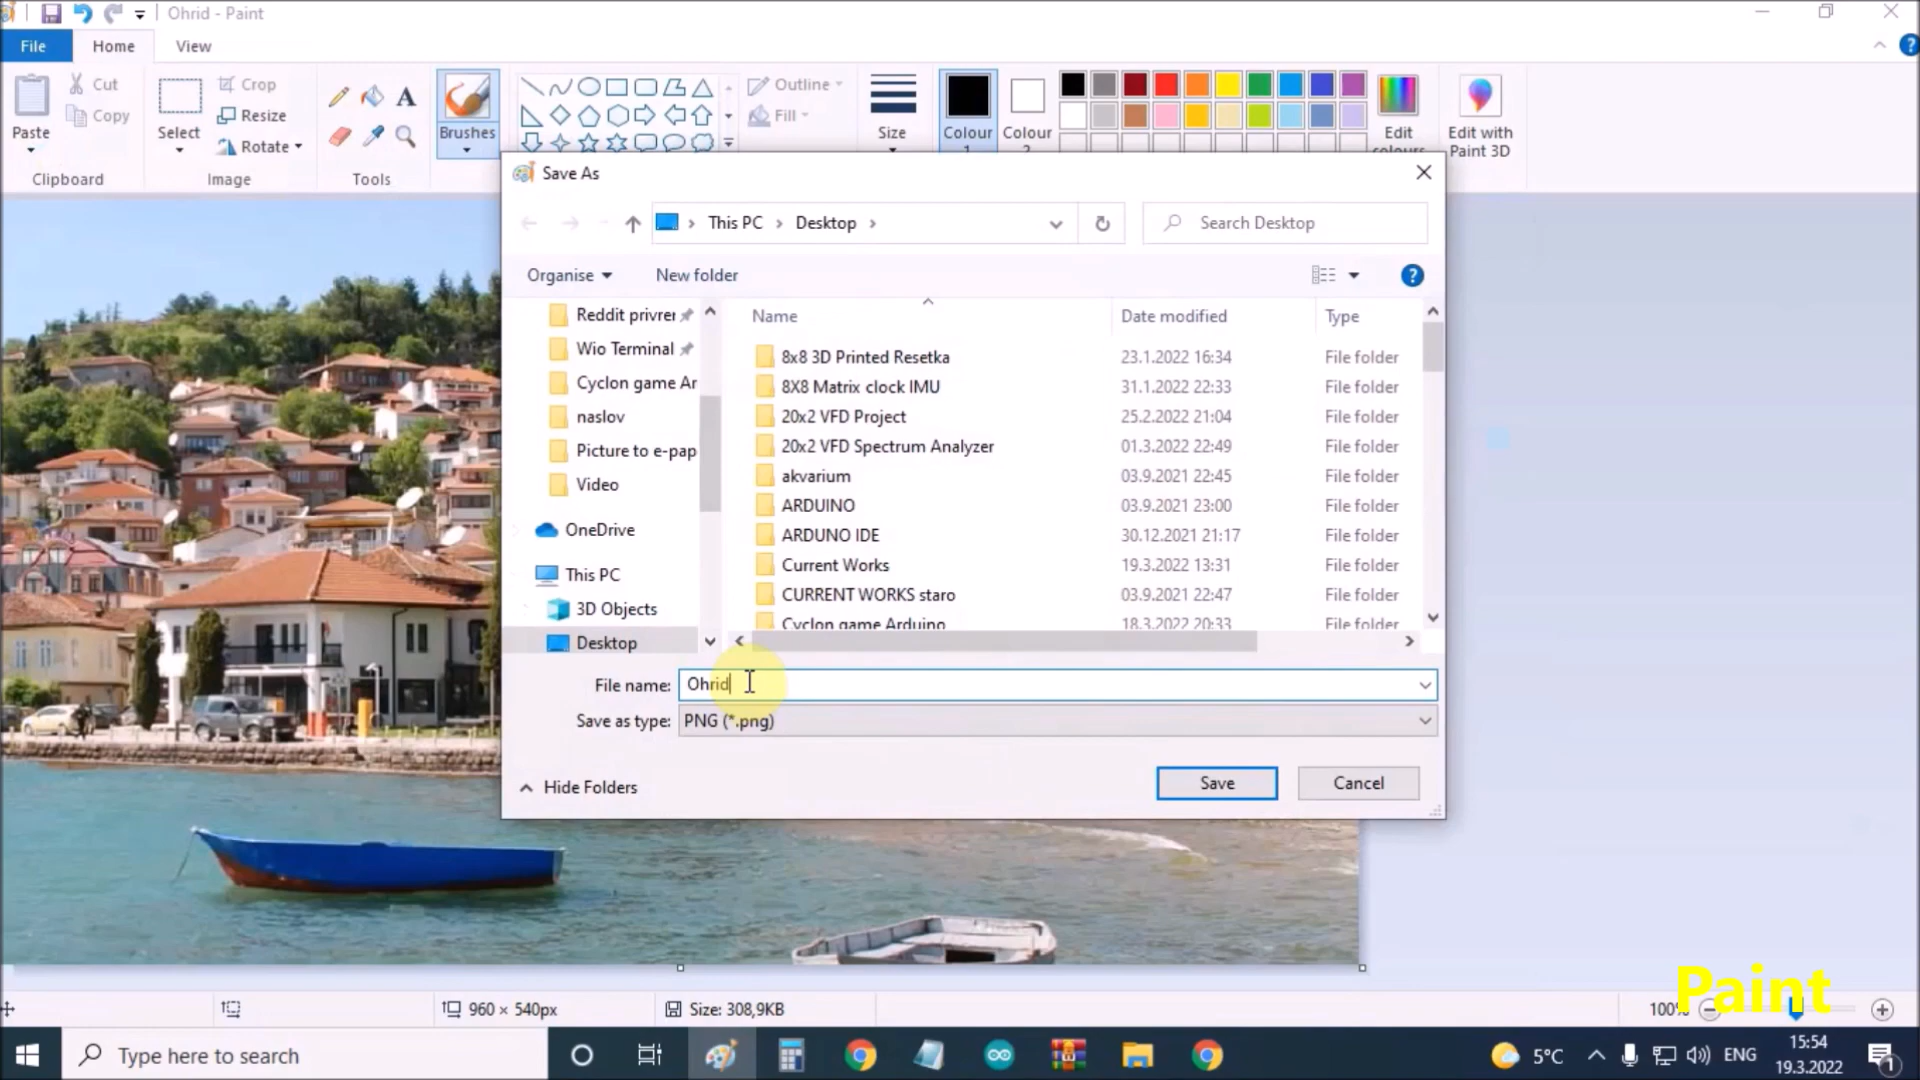 Ohrid - Paint
File Home View
Paste
Cut
Copy
Clipboard
Select
Crop
Resize
Rotate
Image
A
Tools
Brushes
Outline
Fill
Size
Colour
1
Colour
2
Edit
colours
Edit with
Paint 3D
Save As
This PC > Desktop >
Search Desktop
Organise
New folder
Reddit privrer
Wio Terminal
Cyclon game Ar
naslov
Picture to e-pap
Video
OneDrive
This PC
3D Objects
Desktop
Name Date modified Type
8x8 3D Printed Resetka 23.1.2022 16:34 File folder
8X8 Matrix clock IMU 31.1.2022 22:33 File folder
20x2 VFD Project 25.2.2022 21:04 File folder
20x2 VFD Spectrum Analyzer 01.3.2022 22:49 File folder
akvarium 03.9.2021 22:45 File folder
ARDUINO 03.9.2021 23:00 File folder
ARDUNO IDE 30.12.2021 21:17 File folder
Current Works 19.3.2022 13:31 File folder
CURRENT WORKS staro 03.9.2021 22:47 File folder
Cyclon game Arduino 18.3.2022 20:33 File folder
File name: Ohrid
Save as type: PNG (*.png)
Hide Folders
Save
Cancel
960 × 540px
Size: 308,9KB
100%
Paint
Type here to search
5°C
ENG
15:54
19.3.2022
1